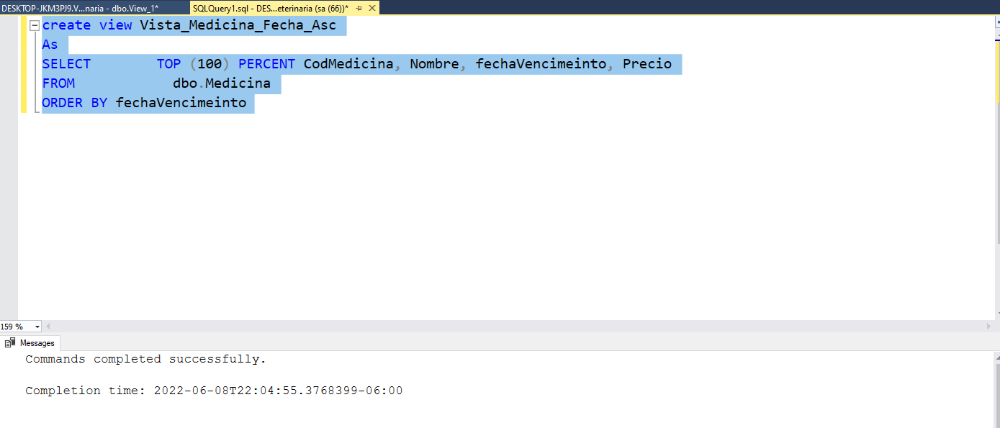 DESKTOP-JKM3PJ9.V...naria - dbo.View_1*
SQLQuery1.sql - DES...eterinaria (sa (66))*
create view Vista_Medicina_Fecha_Asc
As
SELECT TOP (100) PERCENT CodMedicina, Nombre, fechaVencimeinto, Precio
FROM dbo.Medicina
ORDER BY fechaVencimeinto
159 %
Messages
Commands completed successfully.
Completion time: 2022-06-08T22:04:55.3768399-06:00